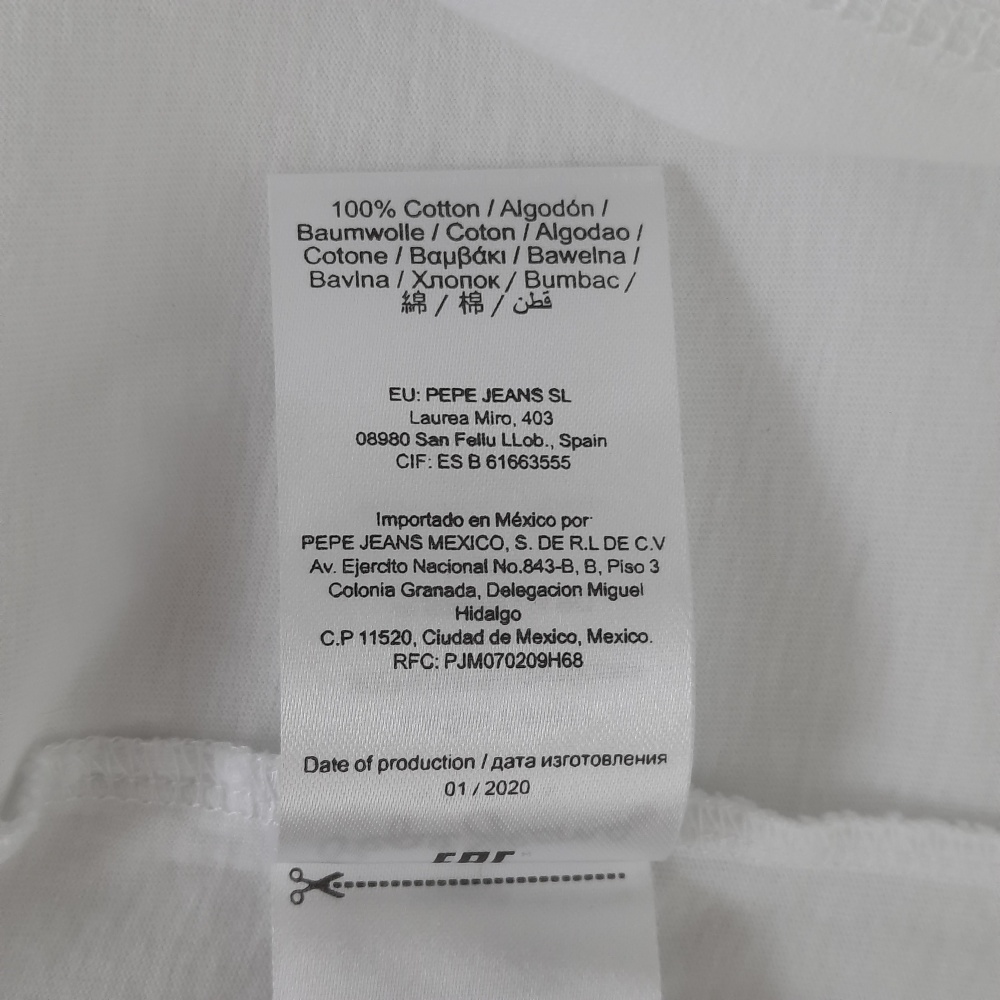 100% Cotton / Algodón /
Baumwolle / Coton / Algodao /
Cotone / Βαμβάκι / Bawelna /
Bavlna / Хлопок / Bumbac /
綿 / 棉 / قطن
EU: PEPE JEANS SL
Laurea Miro, 403
08980 San Feliu LLob., Spain
CIF: ES B 61663555
Importado en México por:
PEPE JEANS MEXICO, S. DE R.L DE C.V
Av. Ejercito Nacional No.843-B, B, Piso 3
Colonia Granada, Delegacion Miguel
Hidalgo
C.P 11520, Ciudad de Mexico, Mexico.
RFC: PJM070209H68
Date of production / дата изготовления
01 / 2020